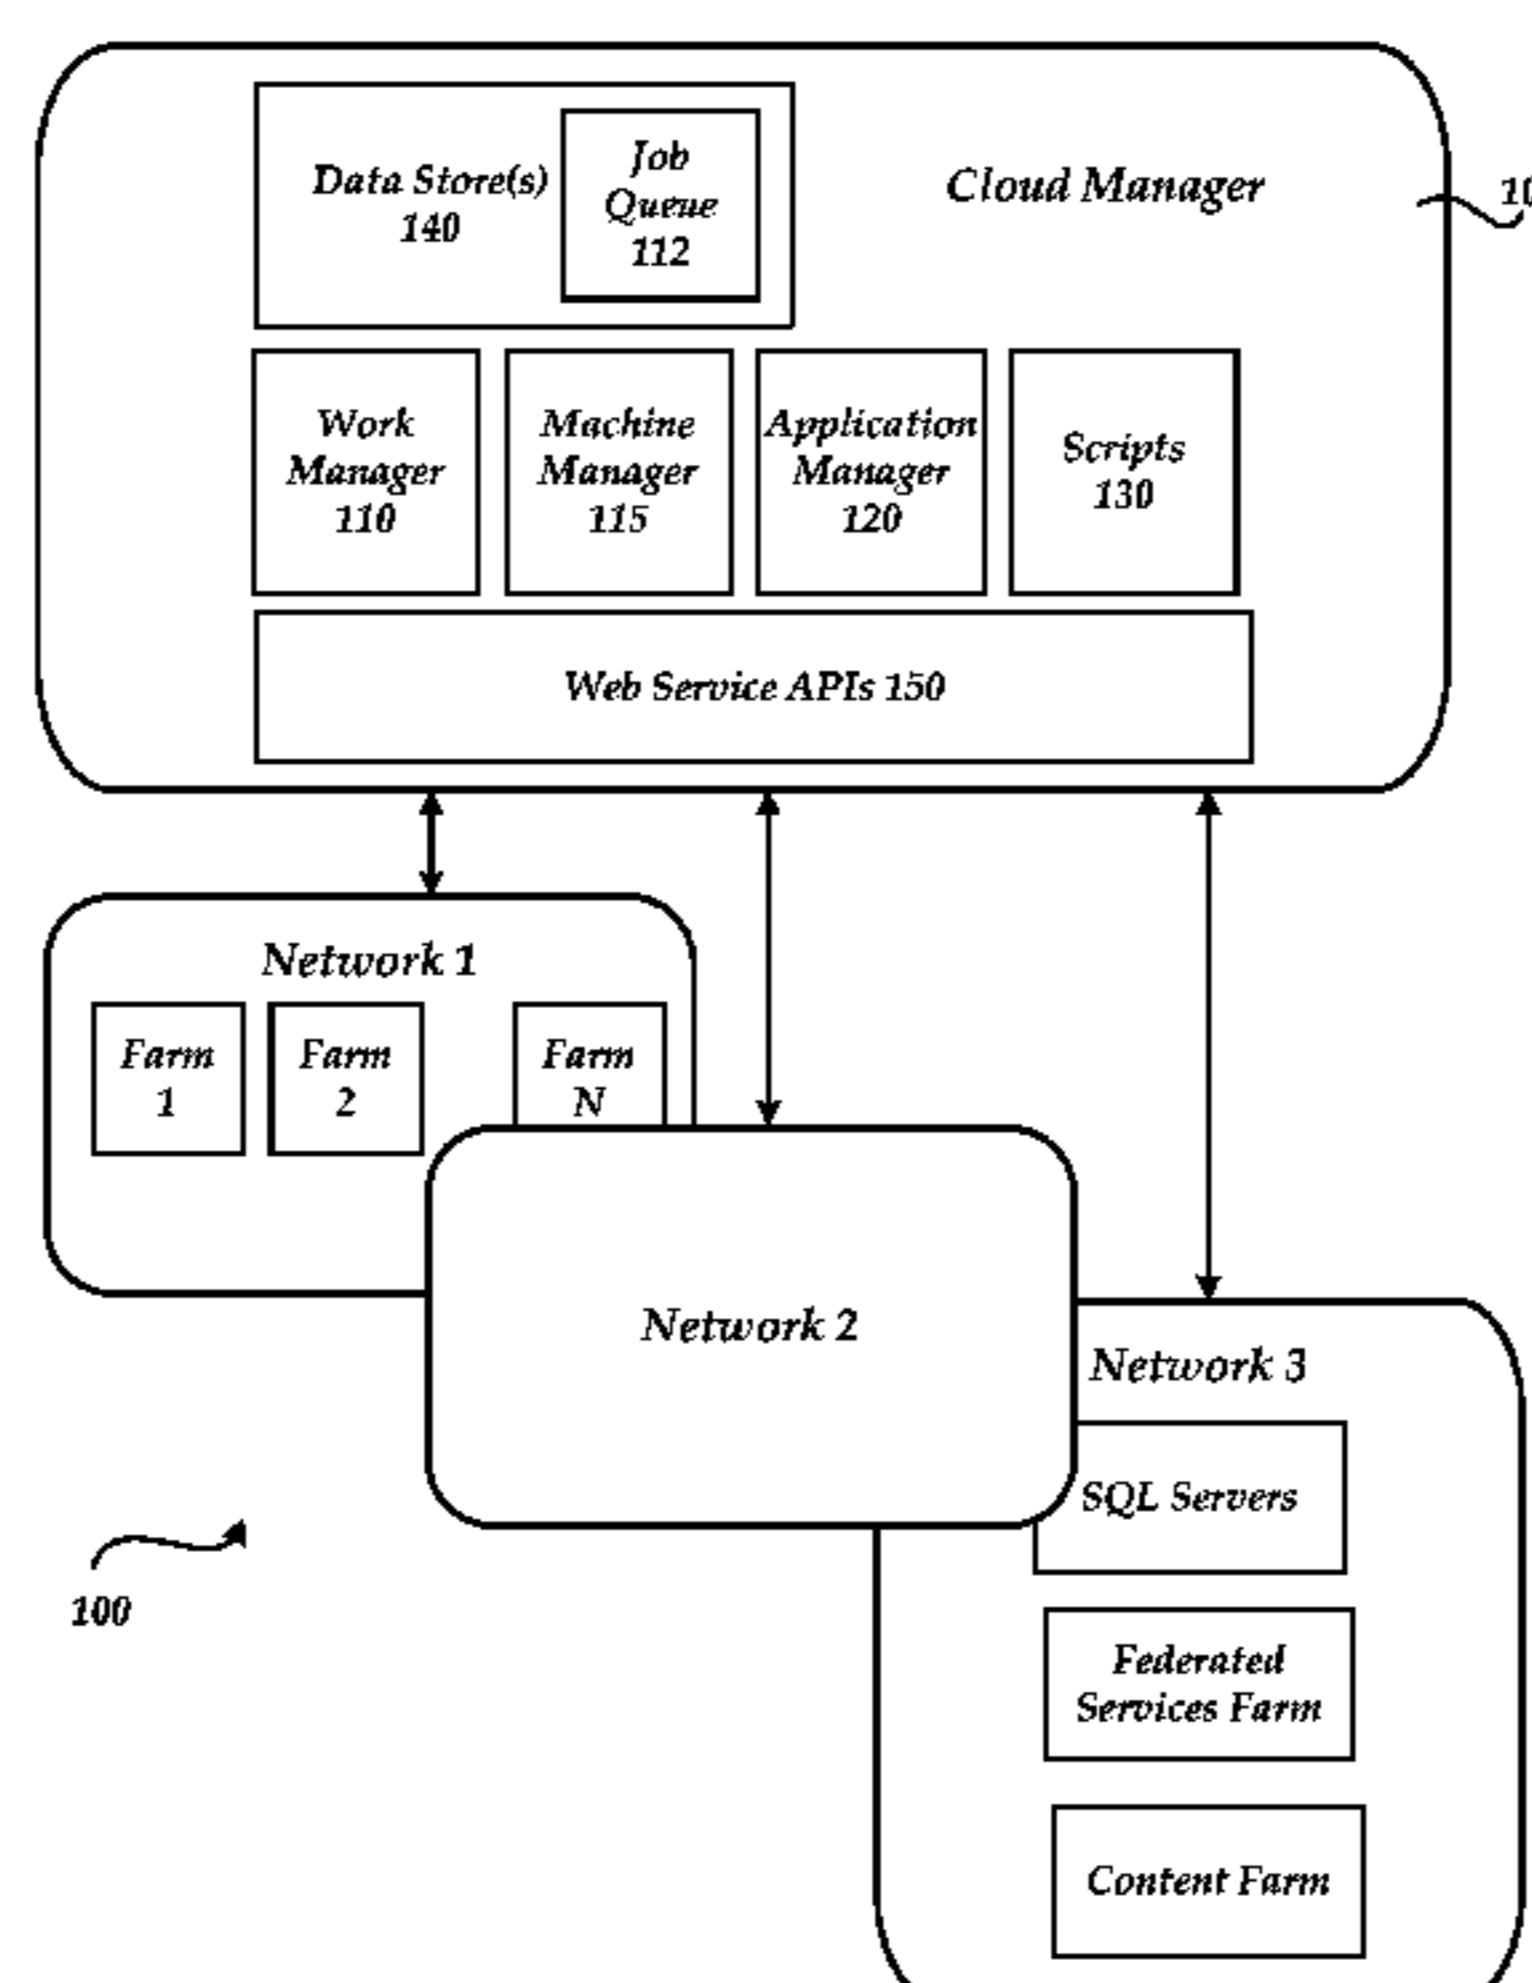 Data Store(s)
140
Job
Queue
112
Cloud Manager
Work
Manager
110
Machine
Manager
115
Application
Manager
120
Scripts
130
Web Service APIs 150
Network 1
Farm
1
Farm
2
Farm
N
Network 2
Network 3
SQL Servers
Federated
Services Farm
Content Farm
100